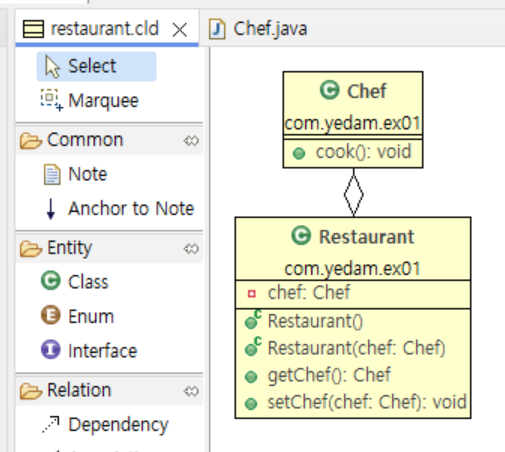 restaurant.cld
Chef.java
Select
Marquee
Common
Note
Anchor to Note
Entity
Class
Enum
Interface
Relation
Dependency
Chef
com.yedam.ex01
cook(): void
Restaurant
com.yedam.ex01
chef: Chef
Restaurant()
Restaurant(chef: Chef)
getChef(): Chef
setChef(chef: Chef): void